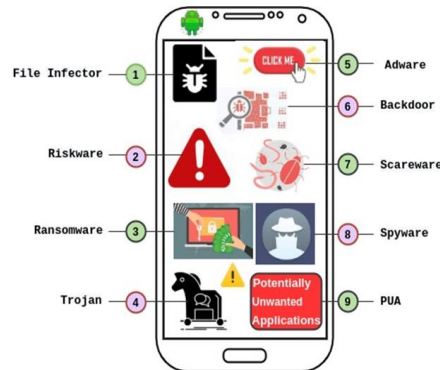 File Infector
1
CLICK ME
5
Adware
6
Backdoor
Riskware
2
7
Scareware
Ransomware
3
8
Spyware
Trojan
4
Potentially
Unwanted
Applications
9
PUA